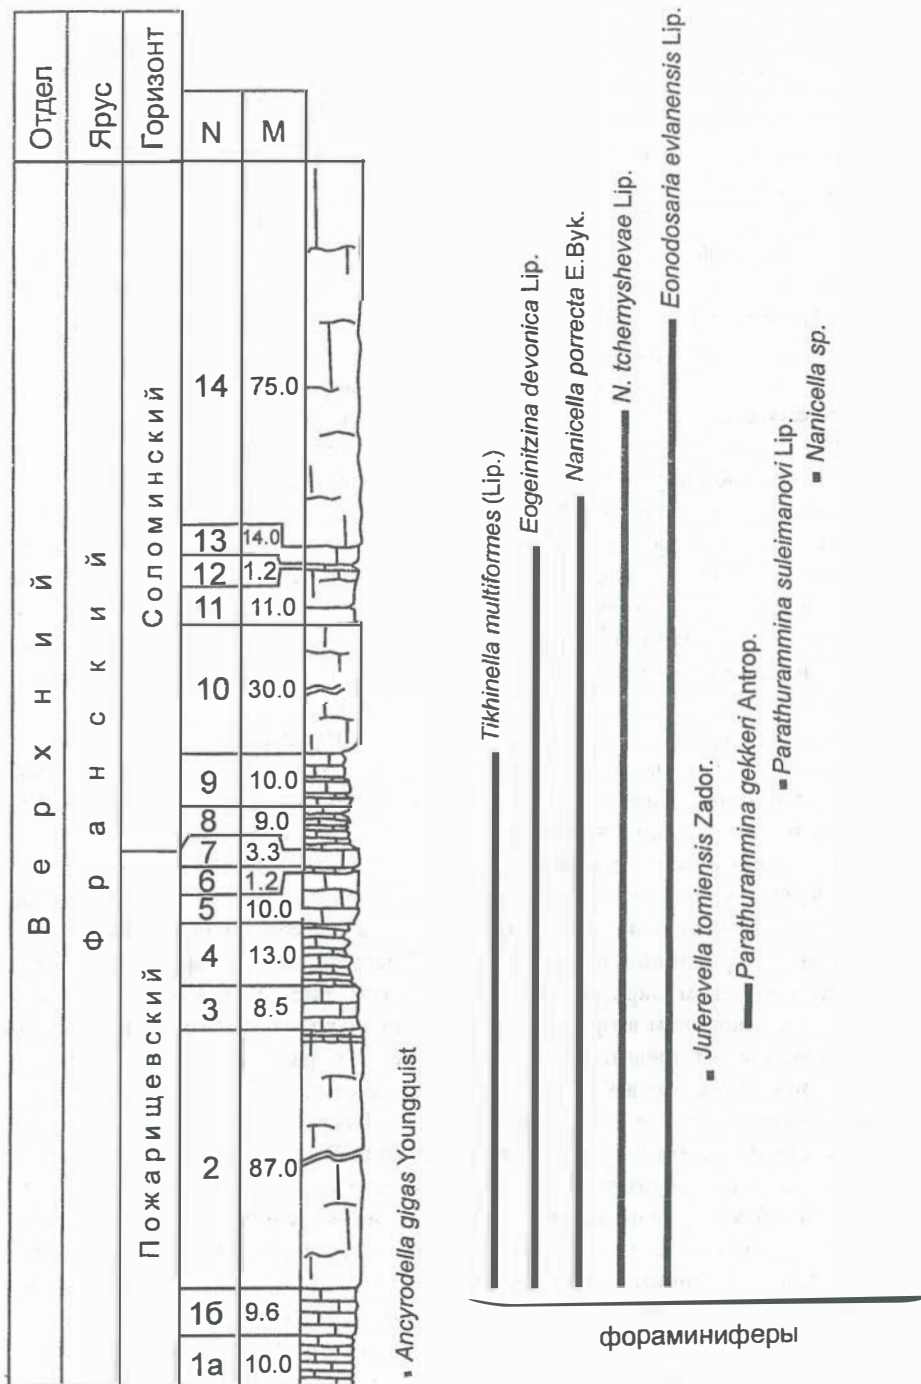 Отдел
Ярус
Горизонт
N M
Верхний
Франский
Соломинский
Пожарищевский
14 75.0
13 14.0
12 1.2
11 11.0
10 30.0
9 10.0
8 9.0
7 3.3
6 1.2
5 10.0
4 13.0
3 8.5
2 87.0
1б 9.6
1а 10.0
Ancyrodella gigas Youngquist
Tikhinella multiformes (Lip.)
Eogeinitzina devonica Lip.
Nanicella porrecta E.Byk.
N. tchernyshevae Lip.
Eonodosaria evlanensis Lip.
Juferevella tomiensis Zador.
Parathurammina gekkeri Antrop.
Parathurammina suleimanovi Lip.
Nanicella sp.
фораминиферы